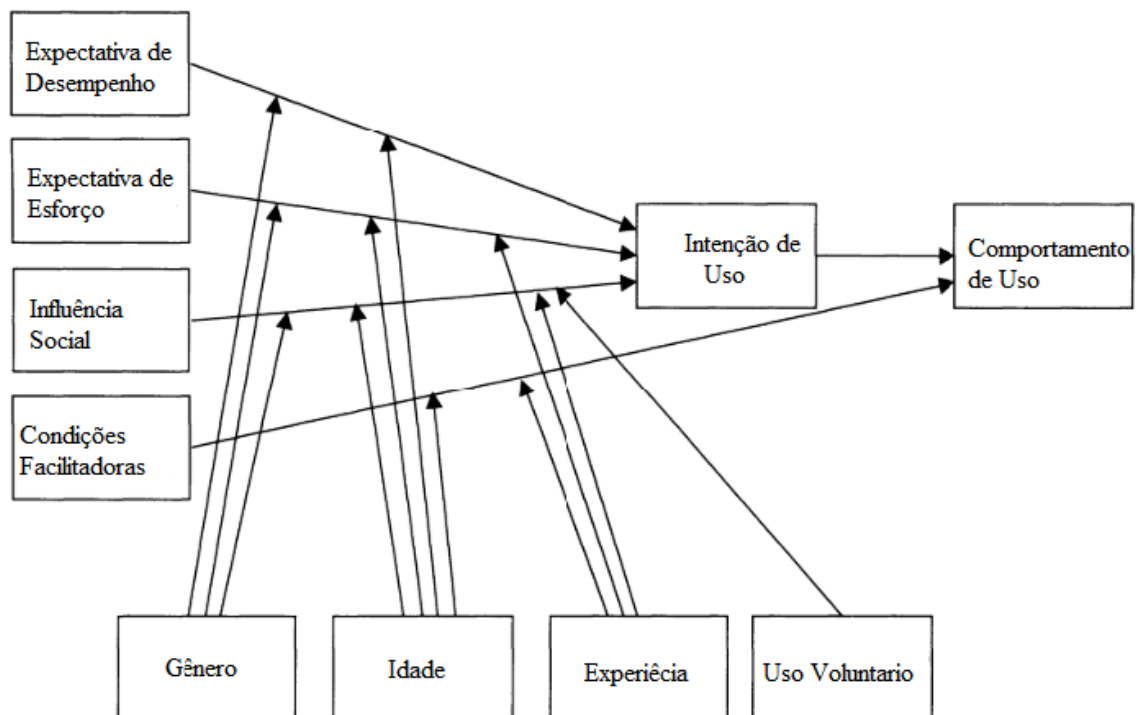 Expectativa de
Desempenho
Expectativa de
Esforço
Influência
Social
Condições
Facilitadoras
Intenção de
Uso
Comportamento
de Uso
Gênero
Idade
Experiêcia
Uso Voluntario